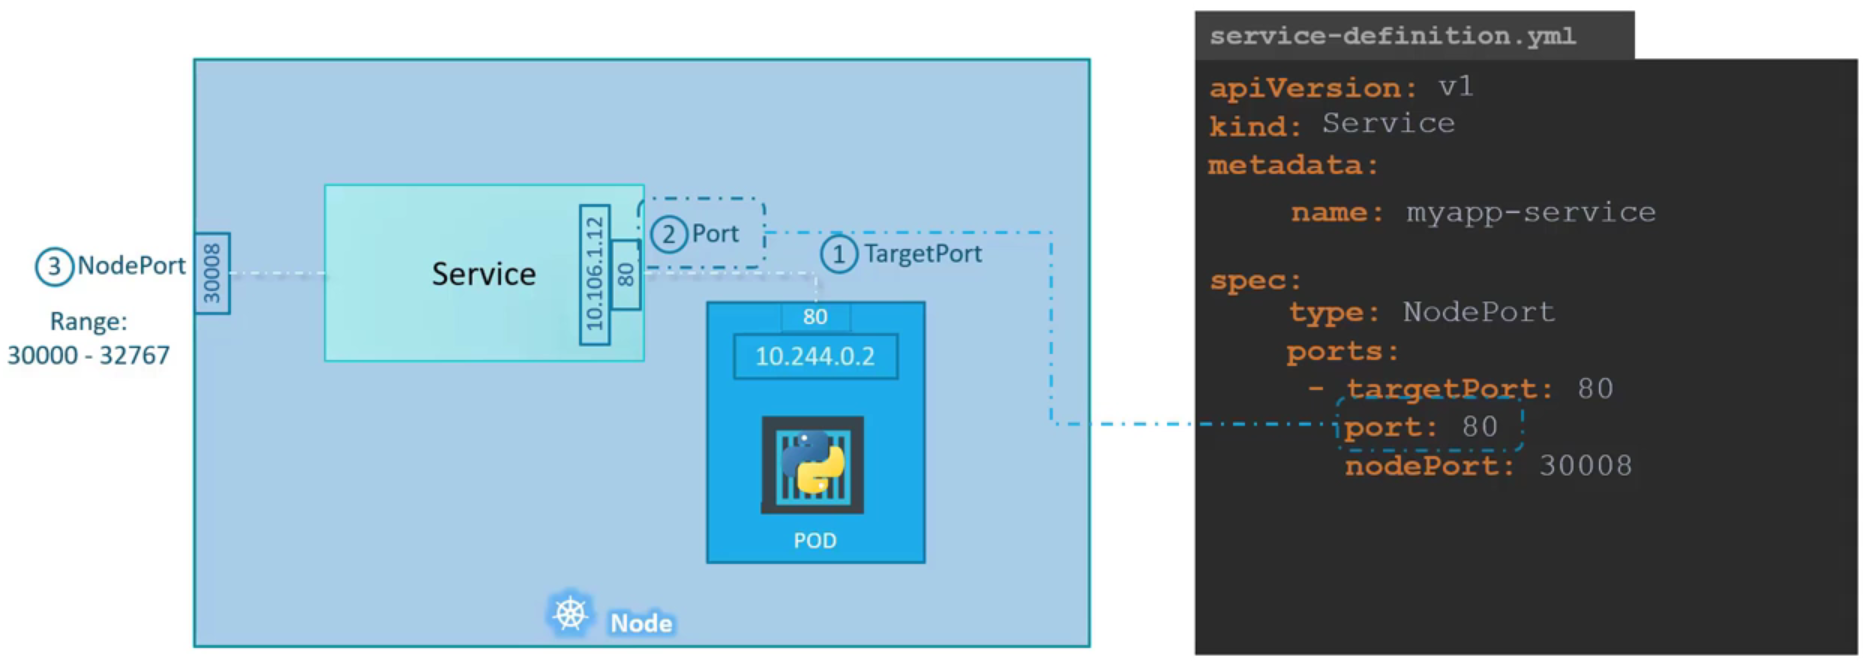 3 NodePort
Range:
30000 - 32767
30008
Service
10.106.1.12
80
2 Port
1 TargetPort
80
10.244.0.2
POD
Node
service-definition.yml
apiVersion: v1
kind: Service
metadata:
name: myapp-service
spec:
type: NodePort
ports:
- targetPort: 80
port: 80
nodePort: 30008